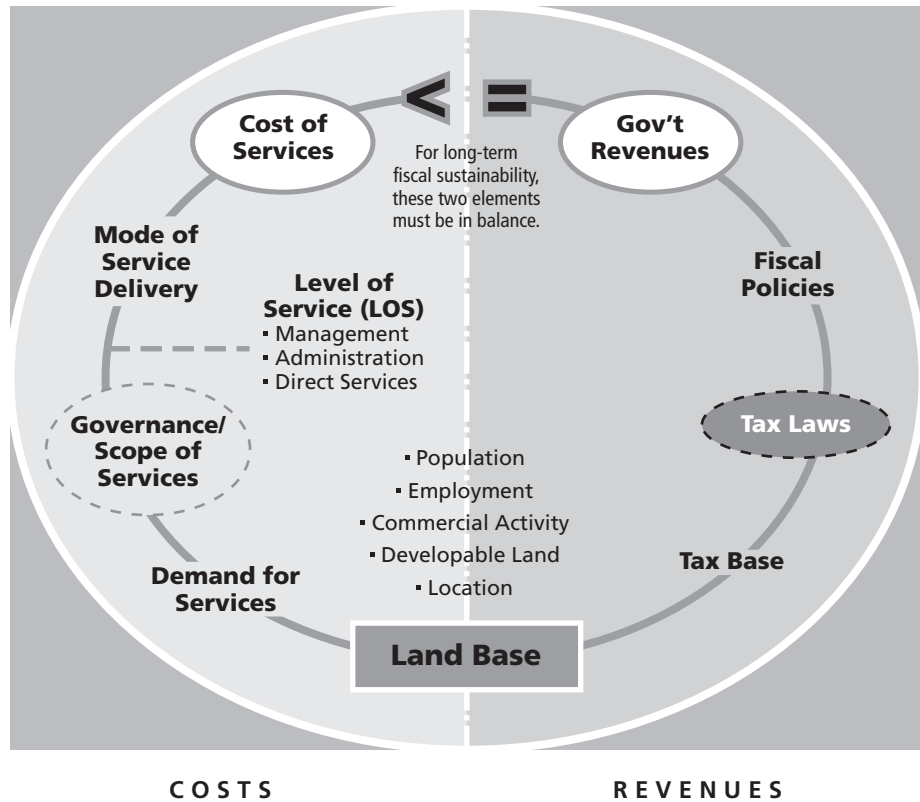 < =
Cost of
Services
Gov’t
Revenues
For long-term
fiscal sustainability,
these two elements
must be in balance.
Mode of
Service
Delivery
Level of
Service (LOS)
▪ Management
▪ Administration
▪ Direct Services
Fiscal
Policies
Governance/
Scope of
Services
Tax Laws
▪ Population
▪ Employment
▪ Commercial Activity
▪ Developable Land
▪ Location
Demand for
Services
Tax Base
Land Base
COSTS
REVENUES